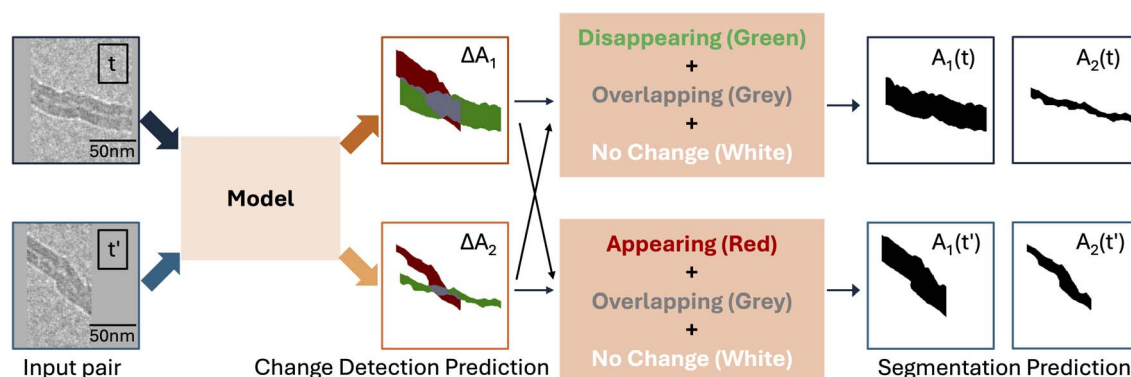 t
50nm
t'
50nm
Input pair
Model
ΔA₁
ΔA₂
Change Detection Prediction
Disappearing (Green)
+
Overlapping (Grey)
+
No Change (White)
Appearing (Red)
+
Overlapping (Grey)
+
No Change (White)
A₁(t)
A₂(t)
A₁(t')
A₂(t')
Segmentation Prediction